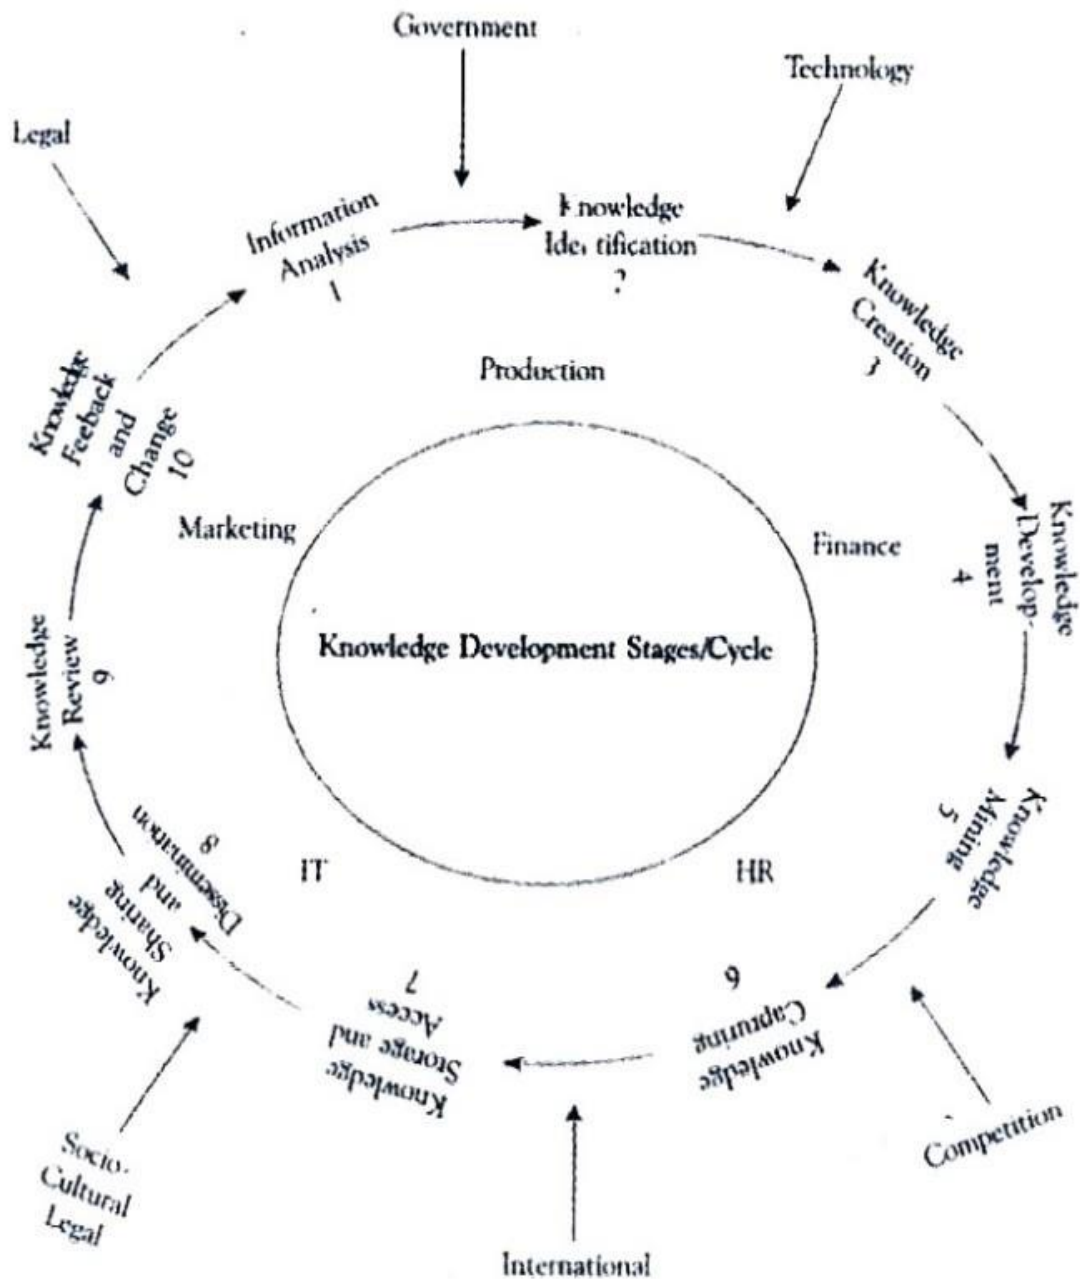 Government
Technology
Legal
Information
Analysis
1
Knowledge
Identification
2
Knowledge
Creation
3
Knowledge
Develop-
ment
4
Knowledge
Mining
5
Knowledge
Capturing
6
Knowledge
Storage and
Access
7
Knowledge
Sharing
and
Dissemination
8
Knowledge
Review
9
Knowledge
Feeback
and
Change
10
Production
Marketing
Finance
Knowledge Development Stages/Cycle
IT
HR
Competition
International
Socio-
Cultural
Legal